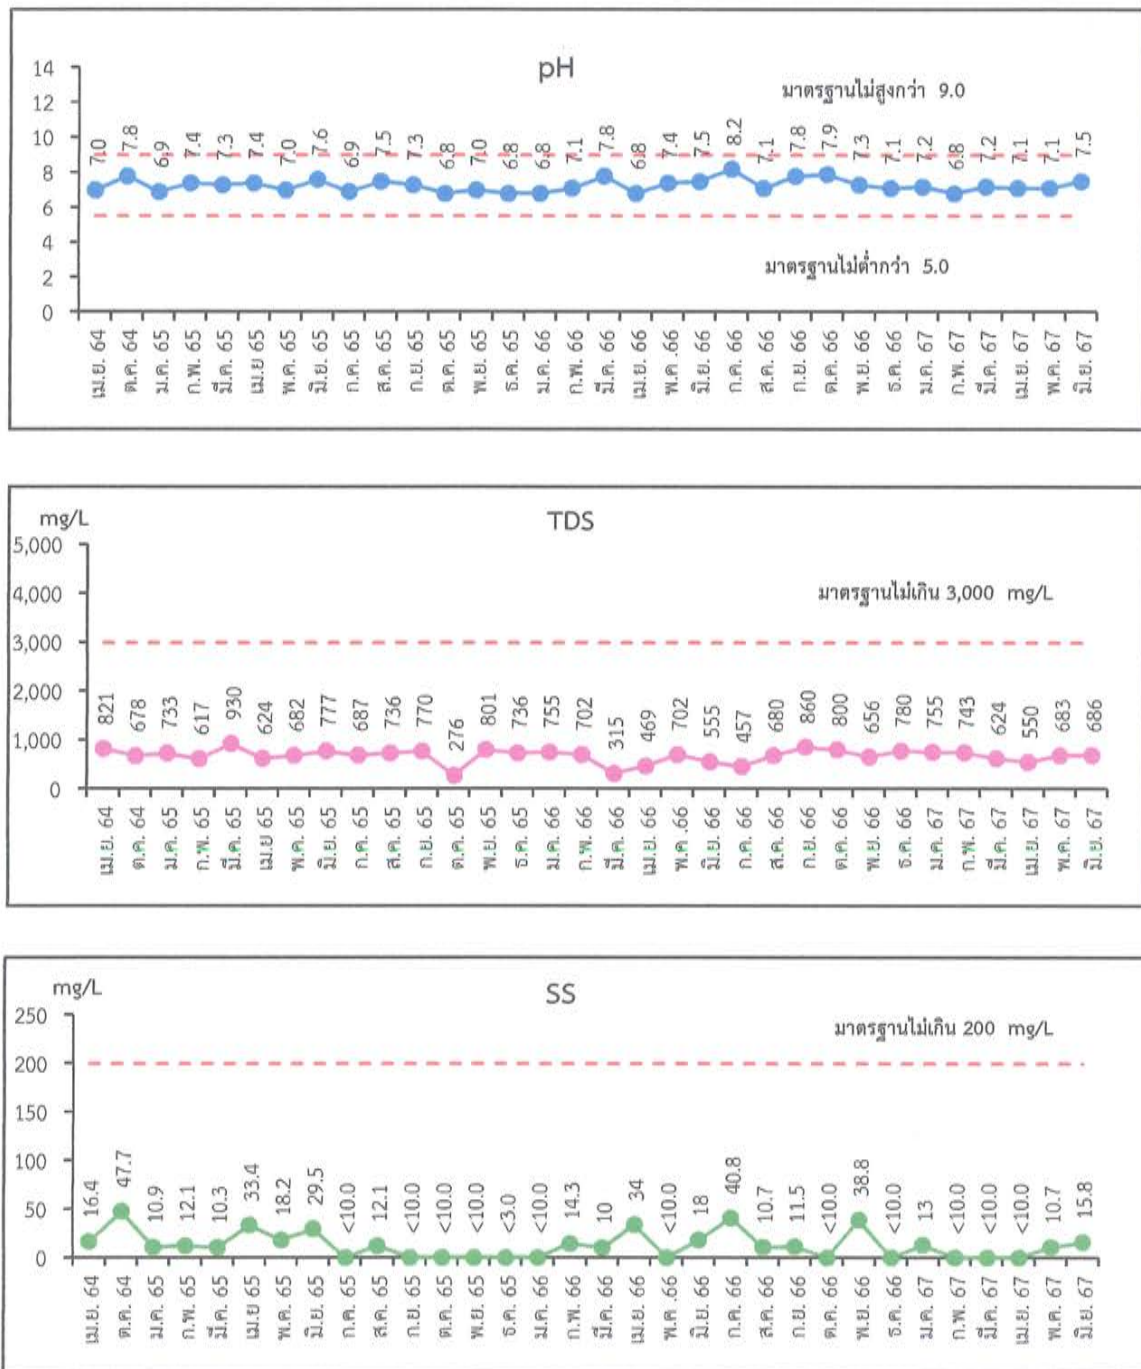 pH
มาตรฐานไม่สูงกว่า 9.0
14
12
10
8
6
4
2
0
7.0 7.8 6.9 7.4 7.3 7.4 7.0 7.6 6.9 7.5 7.3 6.8 7.0 6.8 6.8 7.1 7.8 6.8 7.4 7.5 8.2 7.1 7.8 7.9 7.3 7.1 7.2 6.8 7.2 7.1 7.1 7.5
มาตรฐานไม่ต่ำกว่า 5.0
เม.ย. 64 ต.ค. 64 ม.ค. 65 ก.พ. 65 มี.ค. 65 เม.ย 65 พ.ค. 65 มิ.ย. 65 ก.ค. 65 ส.ค. 65 ก.ย. 65 ต.ค. 65 พ.ย. 65 ธ.ค. 65 ม.ค. 66 ก.พ. 66 มี.ค. 66 เม.ย. 66 พ.ค .66 มิ.ย. 66 ก.ค. 66 ส.ค. 66 ก.ย. 66 ต.ค. 66 พ.ย. 66 ธ.ค. 66 ม.ค. 67 ก.พ. 67 มี.ค. 67 เม.ย. 67 พ.ค. 67 มิ.ย. 67
mg/L
TDS
5,000
4,000
3,000
2,000
1,000
0
มาตรฐานไม่เกิน 3,000 mg/L
821 678 733 617 930 624 682 777 687 736 770 276 801 736 755 702 315 469 702 555 457 680 860 800 656 780 755 743 624 550 683 686
เม.ย. 64 ต.ค. 64 ม.ค. 65 ก.พ. 65 มี.ค. 65 เม.ย 65 พ.ค. 65 มิ.ย. 65 ก.ค. 65 ส.ค. 65 ก.ย. 65 ต.ค. 65 พ.ย. 65 ธ.ค. 65 ม.ค. 66 ก.พ. 66 มี.ค. 66 เม.ย. 66 พ.ค .66 มิ.ย. 66 ก.ค. 66 ส.ค. 66 ก.ย. 66 ต.ค. 66 พ.ย. 66 ธ.ค. 66 ม.ค. 67 ก.พ. 67 มี.ค. 67 เม.ย. 67 พ.ค. 67 มิ.ย. 67
mg/L
SS
250
200
150
100
50
0
มาตรฐานไม่เกิน 200 mg/L
16.4 47.7 10.9 12.1 10.3 33.4 18.2 29.5 <10.0 12.1 <10.0 <10.0 <10.0 <3.0 <10.0 14.3 10 34 <10.0 18 40.8 10.7 11.5 <10.0 38.8 <10.0 13 <10.0 <10.0 <10.0 10.7 15.8
เม.ย. 64 ต.ค. 64 ม.ค. 65 ก.พ. 65 มี.ค. 65 เม.ย 65 พ.ค. 65 มิ.ย. 65 ก.ค. 65 ส.ค. 65 ก.ย. 65 ต.ค. 65 พ.ย. 65 ธ.ค. 65 ม.ค. 66 ก.พ. 66 มี.ค. 66 เม.ย. 66 พ.ค .66 มิ.ย. 66 ก.ค. 66 ส.ค. 66 ก.ย. 66 ต.ค. 66 พ.ย. 66 ธ.ค. 66 ม.ค. 67 ก.พ. 67 มี.ค. 67 เม.ย. 67 พ.ค. 67 มิ.ย. 67